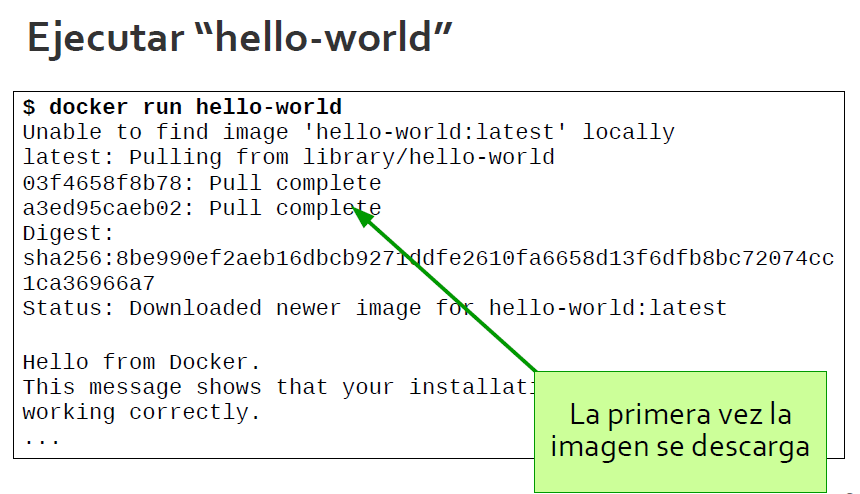 Ejecutar “hello-world”
$ docker run hello-world
Unable to find image 'hello-world:latest' locally
latest: Pulling from library/hello-world
03f4658f8b78: Pull complete
a3ed95caeb02: Pull complete
Digest:
sha256:8be990ef2aeb16dbcb9271ddfe2610fa6658d13f6dfb8bc72074cc
1ca36966a7
Status: Downloaded newer image for hello-world:latest
Hello from Docker.
This message shows that your installati
working correctly.
...
La primera vez la
imagen se descarga